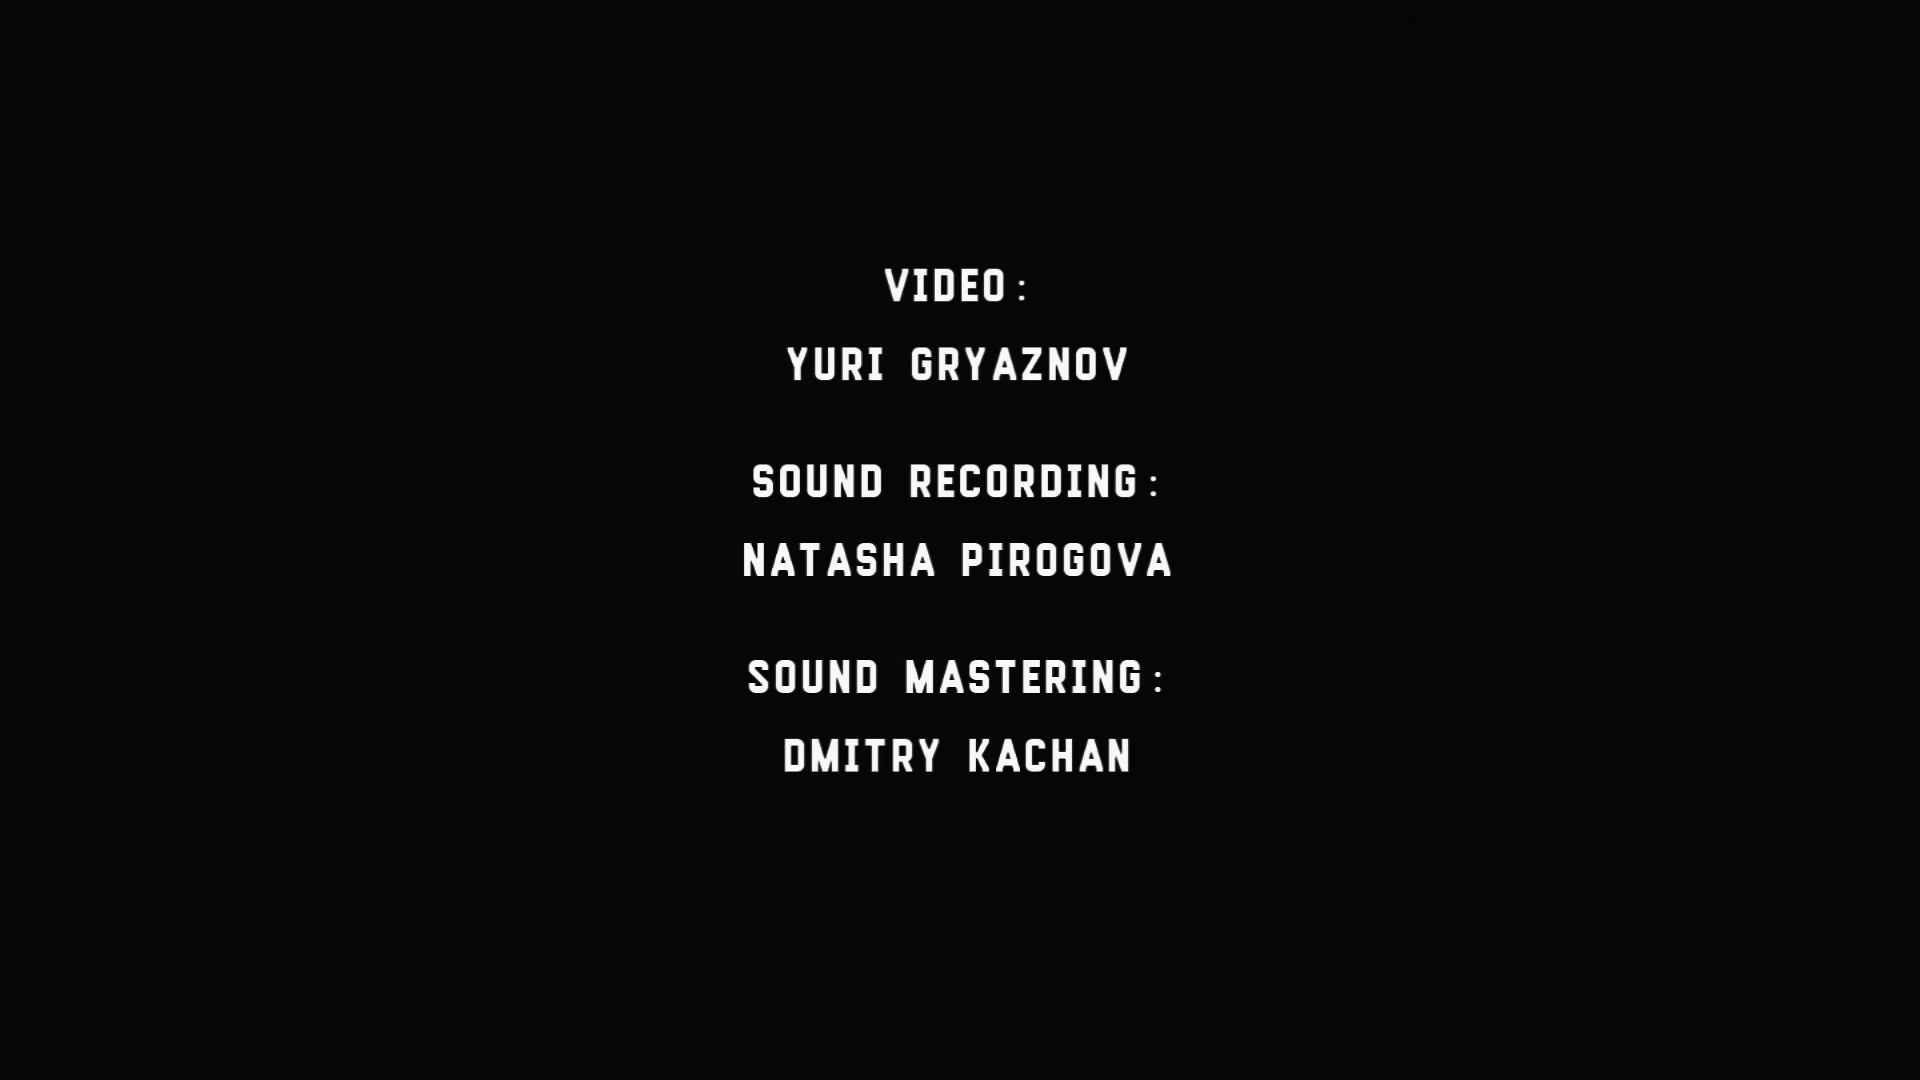 VIDEO:
YURI GRYAZNOV
SOUND RECORDING:
NATASHA PIROGOVA
SOUND MASTERING:
DMITRY KACHAN